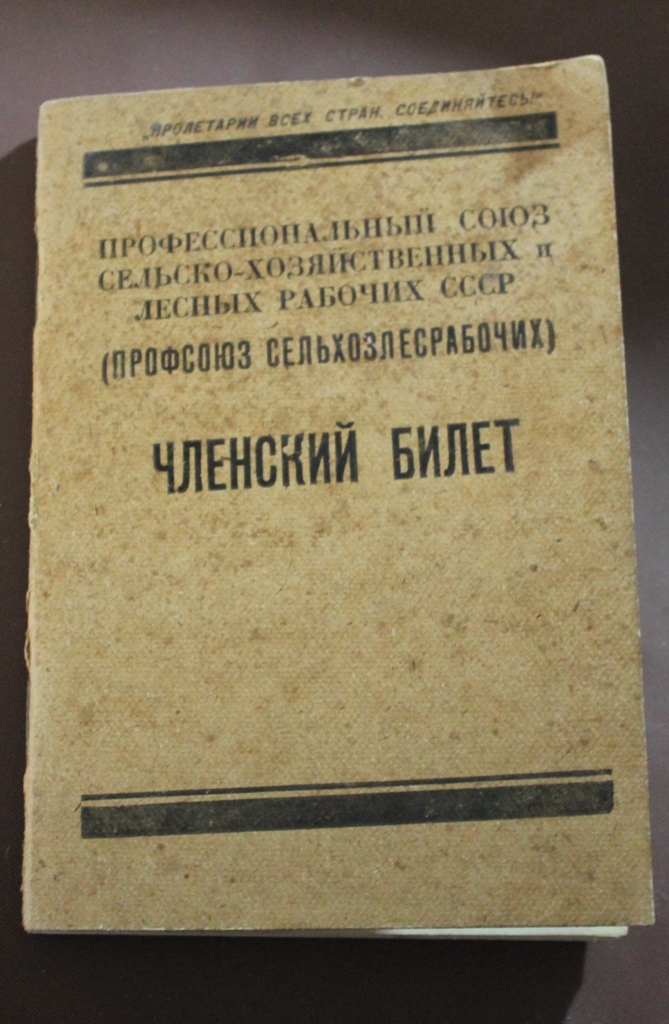 „ПРОЛЕТАРИИ ВСЕХ СТРАН, СОЕДИНЯЙТЕСЬ!"
ПРОФЕССИОНАЛЬНЫЙ СОЮЗ
СЕЛЬСКО-ХОЗЯЙСТВЕННЫХ и
ЛЕСНЫХ РАБОЧИХ СССР
(ПРОФСОЮЗ СЕЛЬХОЗЛЕСРАБОЧИХ)
ЧЛЕНСКИЙ БИЛЕТ